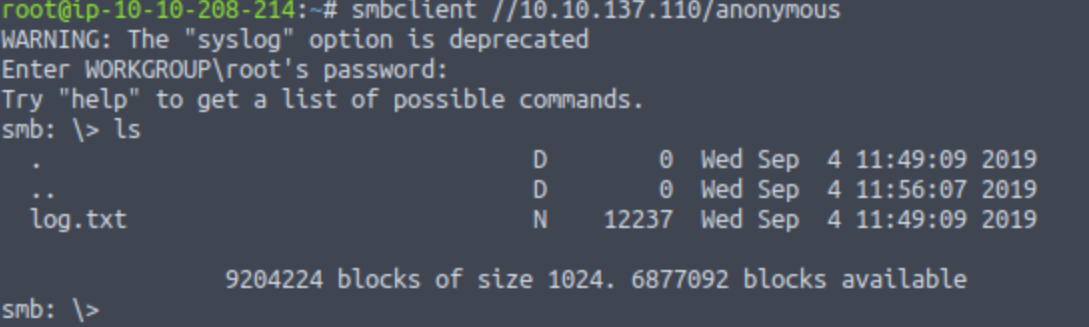 root@ip-10-10-208-214:~# smbclient //10.10.137.110/anonymous
WARNING: The "syslog" option is deprecated
Enter WORKGROUP\root's password:
Try "help" to get a list of possible commands.
smb: \> ls
  .                                   D        0  Wed Sep  4 11:49:09 2019
  ..                                  D        0  Wed Sep  4 11:56:07 2019
  log.txt                             N    12237  Wed Sep  4 11:49:09 2019
                9204224 blocks of size 1024. 6877092 blocks available
smb: \>